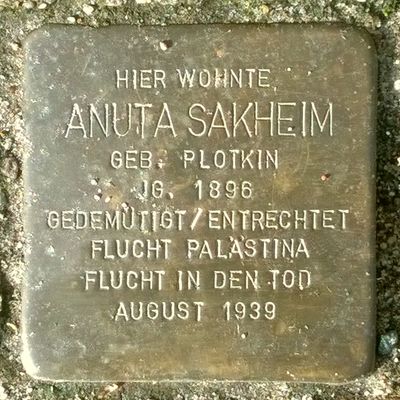 HIER WOHNTE
ANUTA SAKHEIM
GEB. PLOTKIN
JG. 1896
GEDEMÜTIGT/ENTRECHTET
FLUCHT PALÄSTINA
FLUCHT IN DEN TOD
AUGUST 1939